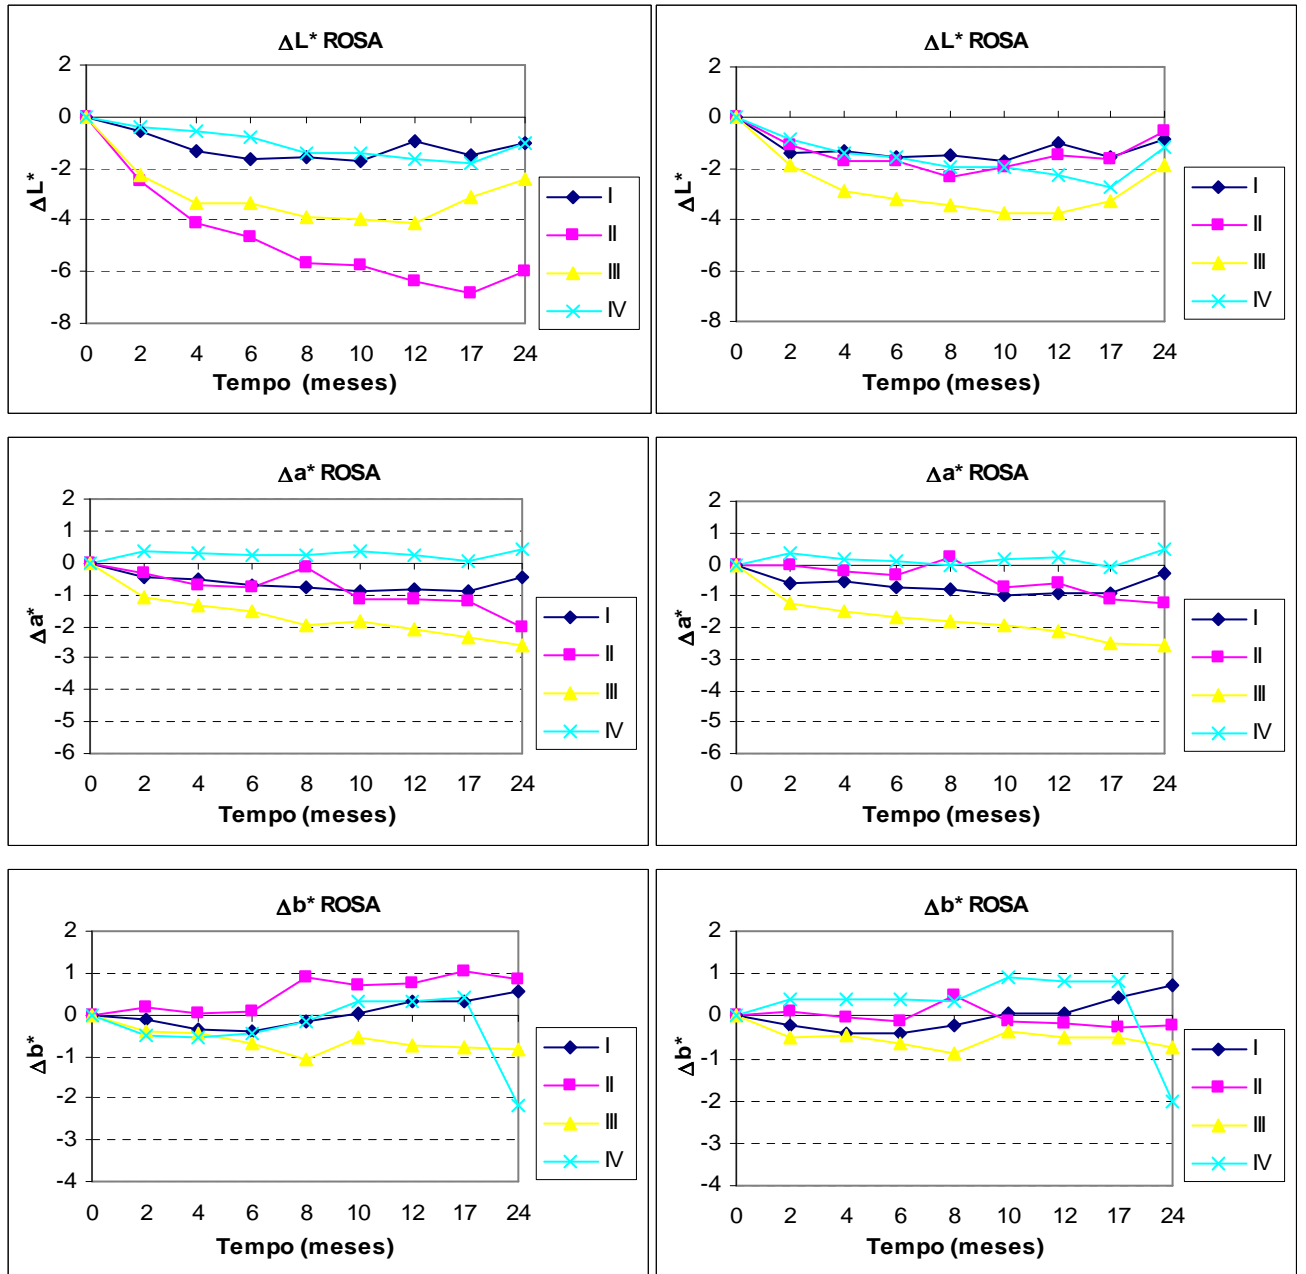 ΔL* ROSA
2
0
-2
-4
-6
-8
ΔL*
0 2 4 6 8 10 12 17 24
Tempo (meses)
I
II
III
IV
ΔL* ROSA
2
0
-2
-4
-6
-8
ΔL*
0 2 4 6 8 10 12 17 24
Tempo (meses)
I
II
III
IV
Δa* ROSA
2
1
0
-1
-2
-3
-4
-5
-6
Δa*
0 2 4 6 8 10 12 17 24
Tempo (meses)
I
II
III
IV
Δa* ROSA
2
1
0
-1
-2
-3
-4
-5
-6
Δa*
0 2 4 6 8 10 12 17 24
Tempo (meses)
I
II
III
IV
Δb* ROSA
2
1
0
-1
-2
-3
-4
Δb*
0 2 4 6 8 10 12 17 24
Tempo (meses)
I
II
III
IV
Δb* ROSA
2
1
0
-1
-2
-3
-4
Δb*
0 2 4 6 8 10 12 17 24
Tempo (meses)
I
II
III
IV